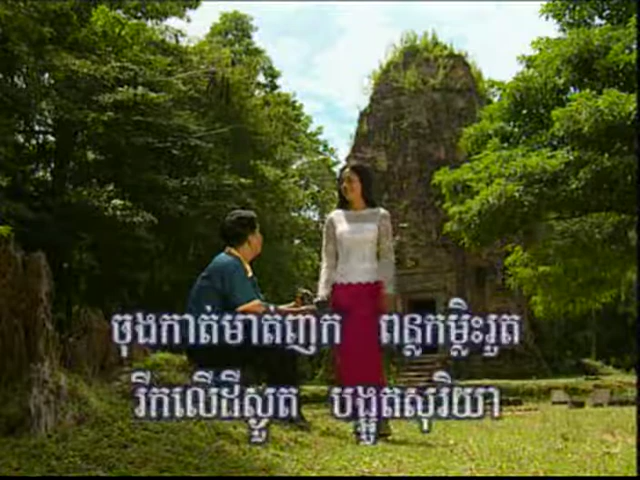 ចុងកាត់មាត់ញក ពន្លកម្លិះរួត
រីកលើដីស្ងួត បង្អួតសុរិយា